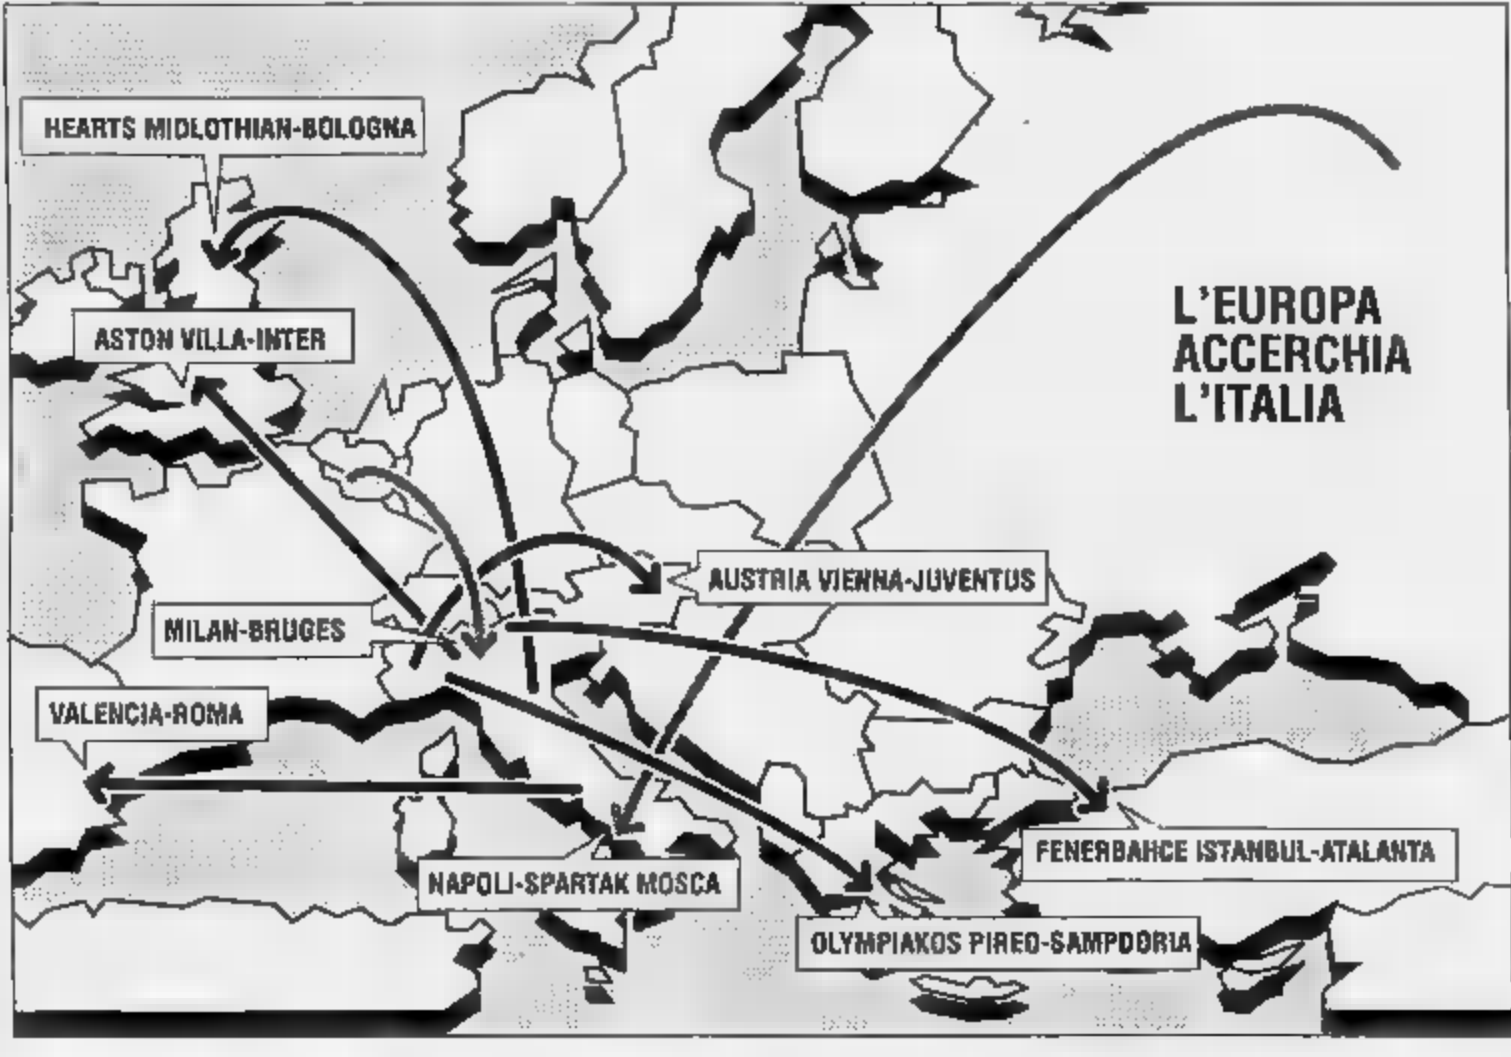 HEARTS MIDLOTHIAN-BOLOGNA
ASTON VILLA-INTER
L'EUROPA
ACCERCHIA
L'ITALIA
AUSTRIA VIENNA-JUVENTUS
MILAN-BRUGES
VALENCIA-ROMA
FENERBAHCE ISTANBUL-ATALANTA
NAPOLI-SPARTAK MOSCA
OLYMPIAKOS PIREO-SAMPDORIA